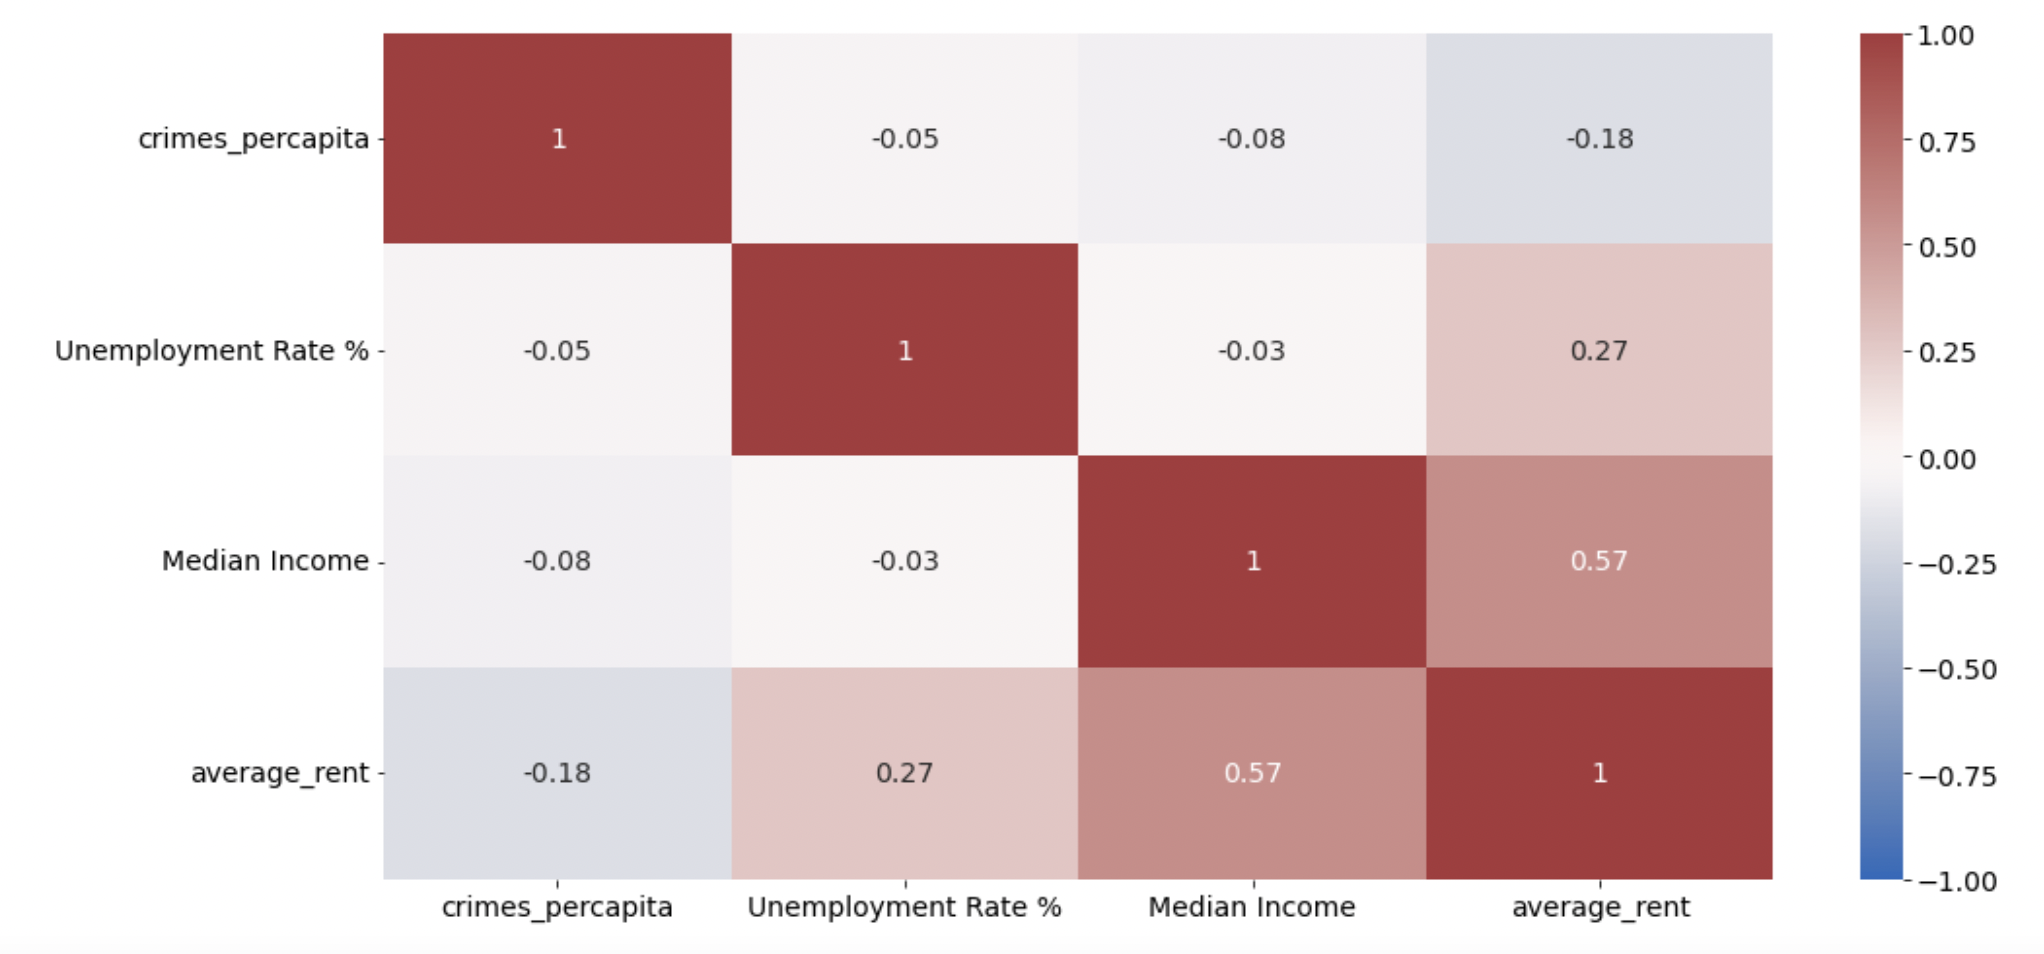 1.00
crimes_percapita 1 -0.05 -0.08 -0.18
0.75
0.50
Unemployment Rate % -0.05 1 -0.03 0.27
0.25
0.00
Median Income -0.08 -0.03 1 0.57
−0.25
−0.50
average_rent -0.18 0.27 0.57 1
−0.75
−1.00
crimes_percapita Unemployment Rate % Median Income average_rent